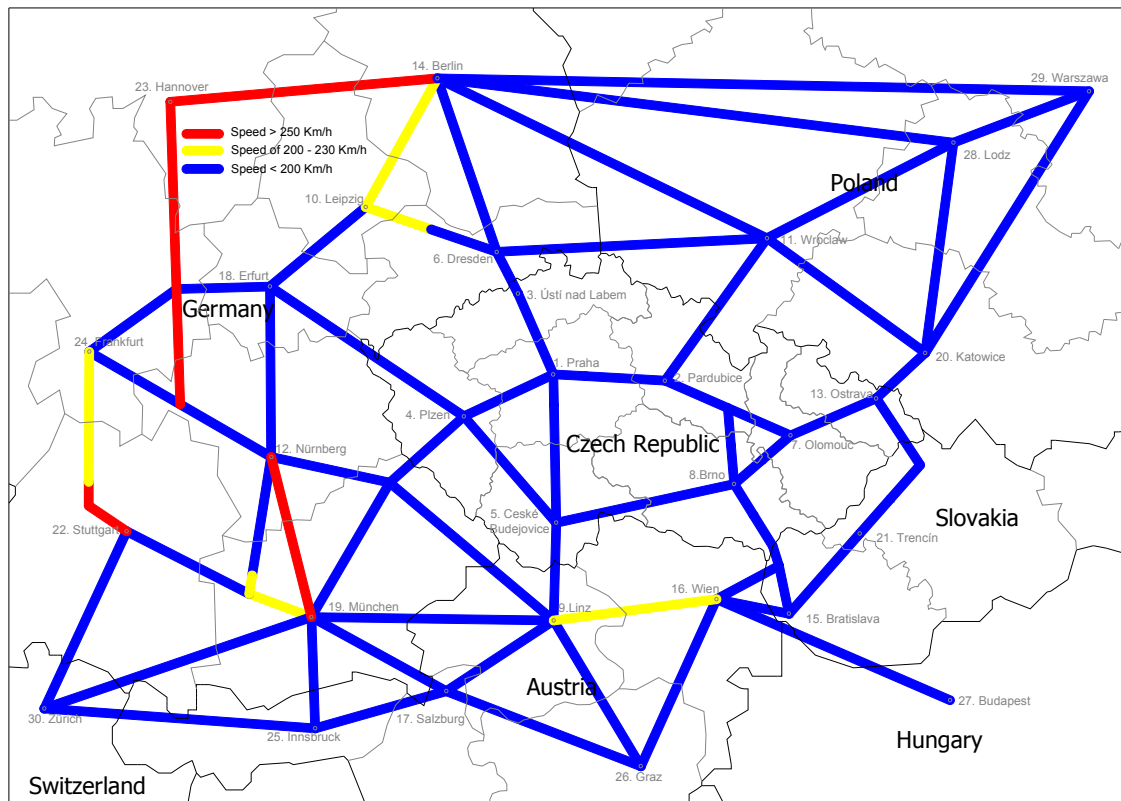 14. Berlin
29. Warszawa
23. Hannover
Speed > 250 Km/h
Speed of 200 - 230 Km/h
Speed < 200 Km/h
28. Lodz
Poland
10. Leipzig
11. Wroclaw
6. Dresden
18. Erfurt
3. Ústí nad Labem
Germany
24. Frankfurt
20. Katowice
1. Praha
2. Pardubice
13. Ostrava
4. Plzen
Czech Republic
7. Olomouc
12. Nürnberg
8.Brno
5. Ceské
Budejovice
Slovakia
22. Stuttgart
21. Trencín
16. Wien
19. München
9.Linz
15. Bratislava
Austria
27. Budapest
30. Zürich
17. Salzburg
25. Innsbruck
Hungary
26. Graz
Switzerland